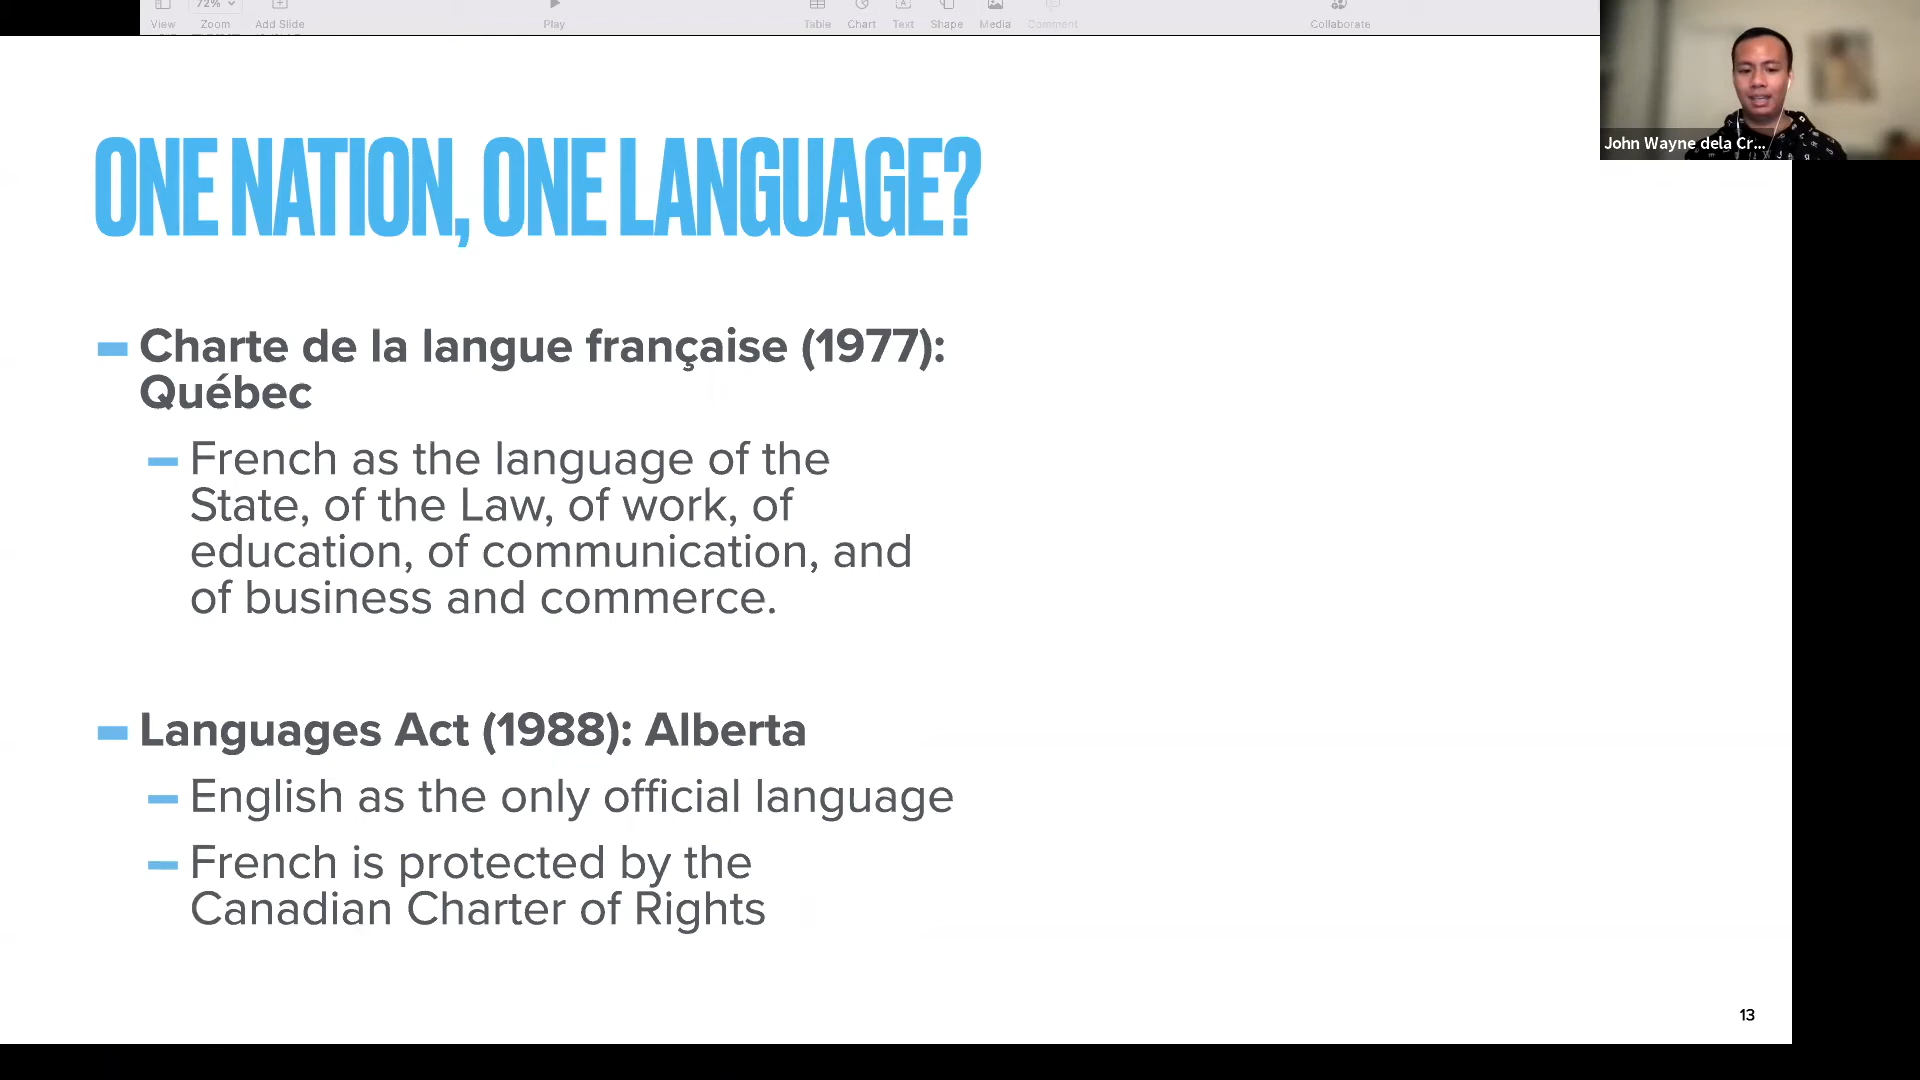 72%
View
Zoom
Add Slide
Play
Table
Chart
Text
Shape
Media
Comment
Collaborate
John Wayne dela Cr...
ONE NATION, ONE LANGUAGE?
Charte de la langue française (1977):
Québec
French as the language of the
State, of the Law, of work, of
education, of communication, and
of business and commerce.
Languages Act (1988): Alberta
English as the only official language
French is protected by the
Canadian Charter of Rights
13